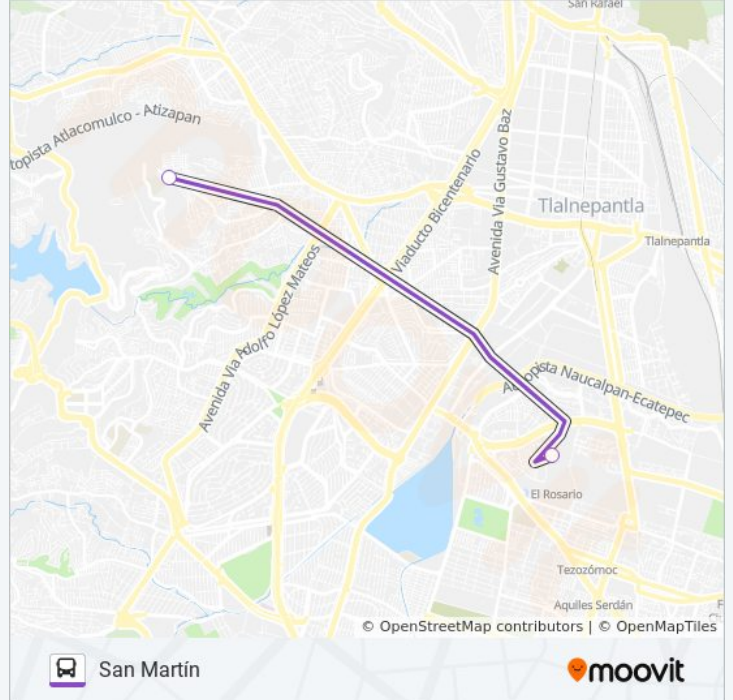 San Rafael
topista Atlacomulco - Atizapan
Viaducto Bicentenario
Avenida Vía Gustavo Baz
Tlalnepantla
Tlalnepantla
Avenida Vía Adolfo López Mateos
Autopista Naucalpan-Ecatepec
El Rosario
Tezozómoc
Aquiles Serdán
F
© OpenStreetMap contributors | © OpenMapTiles
San Martín
moovit